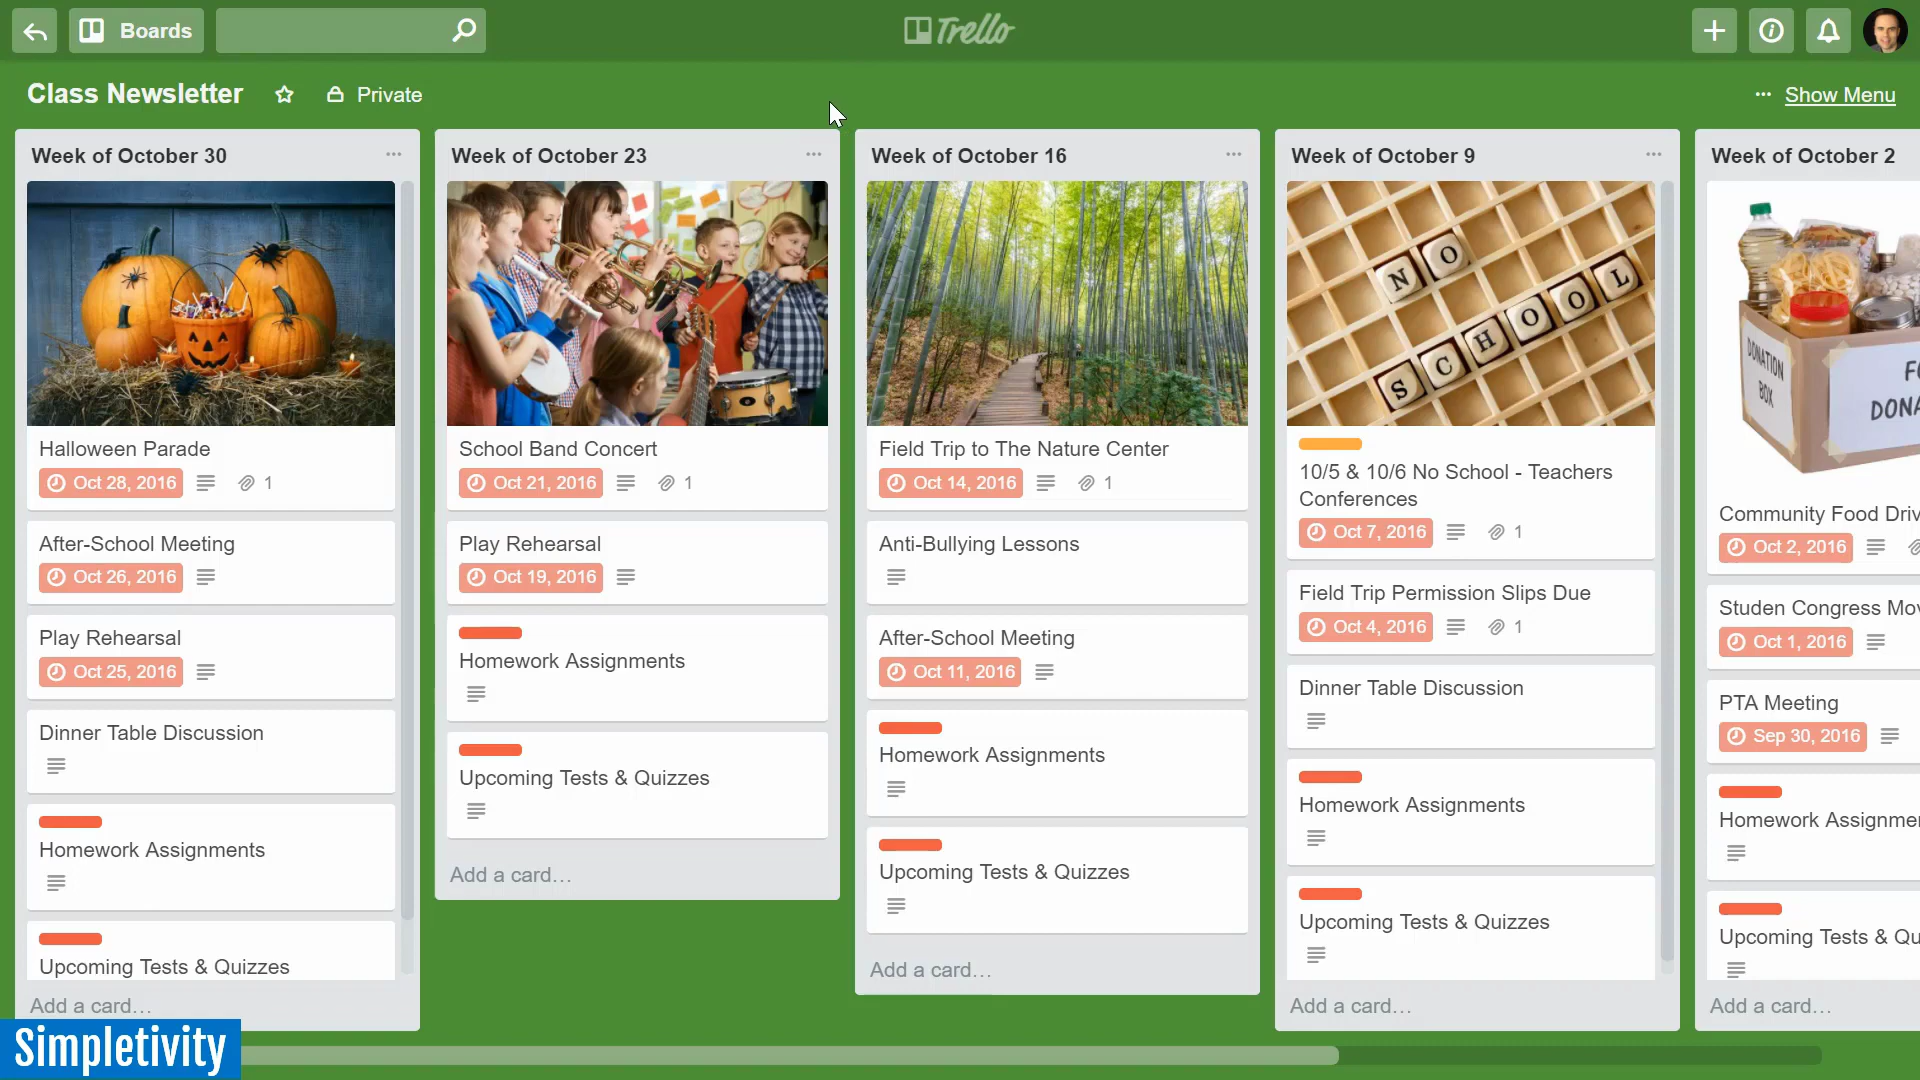 Boards
Trello
Class Newsletter
Private
Show Menu
Week of October 30
Halloween Parade
Oct 28, 2016
1
After-School Meeting
Oct 26, 2016
Play Rehearsal
Oct 25, 2016
Dinner Table Discussion
Homework Assignments
Upcoming Tests & Quizzes
Add a card…
Week of October 23
School Band Concert
Oct 21, 2016
1
Play Rehearsal
Oct 19, 2016
Homework Assignments
Upcoming Tests & Quizzes
Add a card…
Week of October 16
Field Trip to The Nature Center
Oct 14, 2016
1
Anti-Bullying Lessons
After-School Meeting
Oct 11, 2016
Homework Assignments
Upcoming Tests & Quizzes
Add a card…
Week of October 9
NO
SCHOOL
10/5 & 10/6 No School - Teachers
Conferences
Oct 7, 2016
1
Field Trip Permission Slips Due
Oct 4, 2016
1
Dinner Table Discussion
Homework Assignments
Upcoming Tests & Quizzes
Add a card…
Week of October 2
DONATION
BOX
Community Food
Oct 2, 2016
Studen Congress
Oct 1, 2016
PTA Meeting
Sep 30, 2016
Homework
Upcoming Tests &
Add a card…
Simpletivity